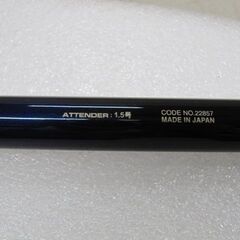 ATTENDER : 1.5号
CODE NO.22857
MADE IN JAPAN